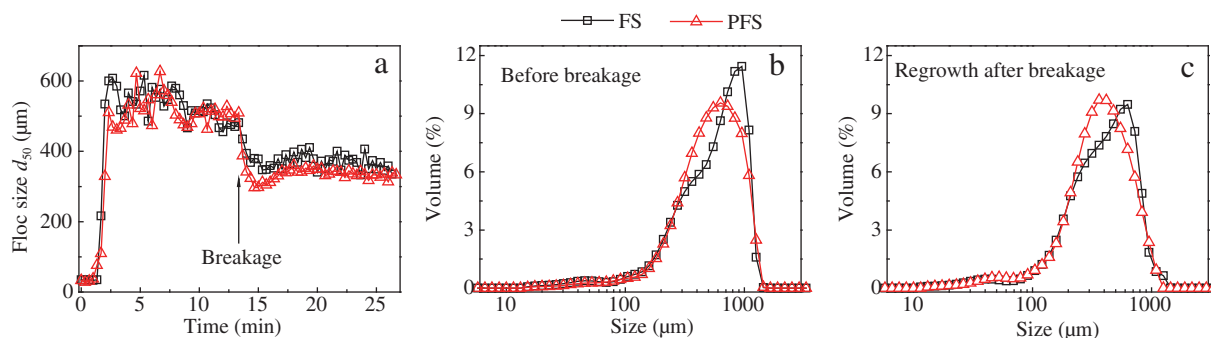 FS
PFS
a
Floc size d50 (μm)
600
400
200
0
0
5
10
15
20
25
Time (min)
Breakage
b
Before breakage
Volume (%)
12
9
6
3
0
10
100
1000
Size (μm)
c
Regrowth after breakage
Volume (%)
12
9
6
3
0
10
100
1000
Size (μm)